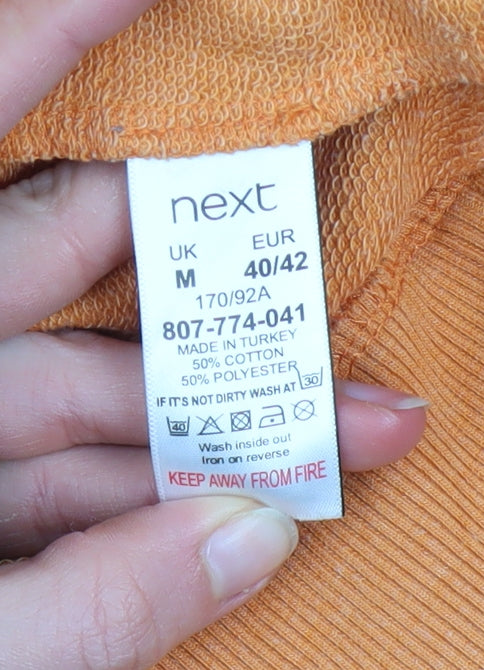 next
UK EUR
M 40/42
170/92A
807-774-041
MADE IN TURKEY
50% COTTON
50% POLYESTER
IF IT'S NOT DIRTY WASH AT 30
40
Wash inside out
Iron on reverse
KEEP AWAY FROM FIRE